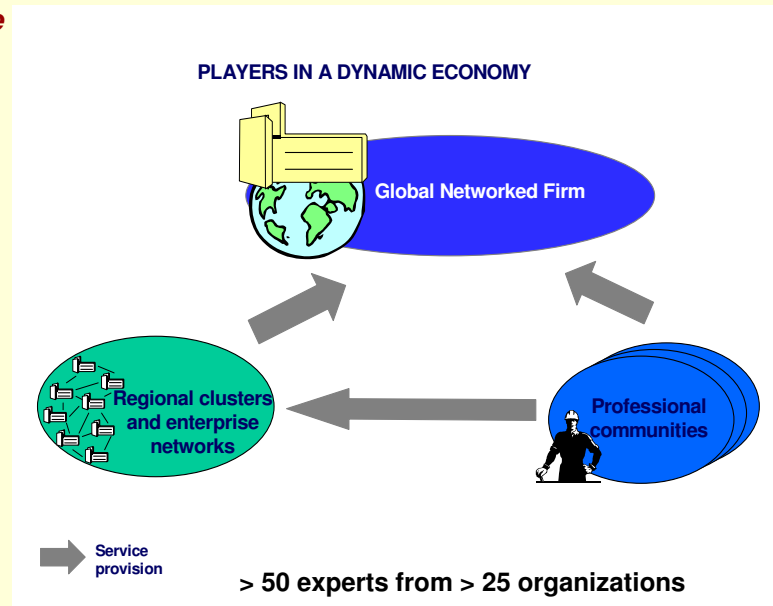 e
PLAYERS IN A DYNAMIC ECONOMY
Global Networked Firm
Regional clusters
and enterprise
networks
Professional
communities
Service
provision
> 50 experts from > 25 organizations